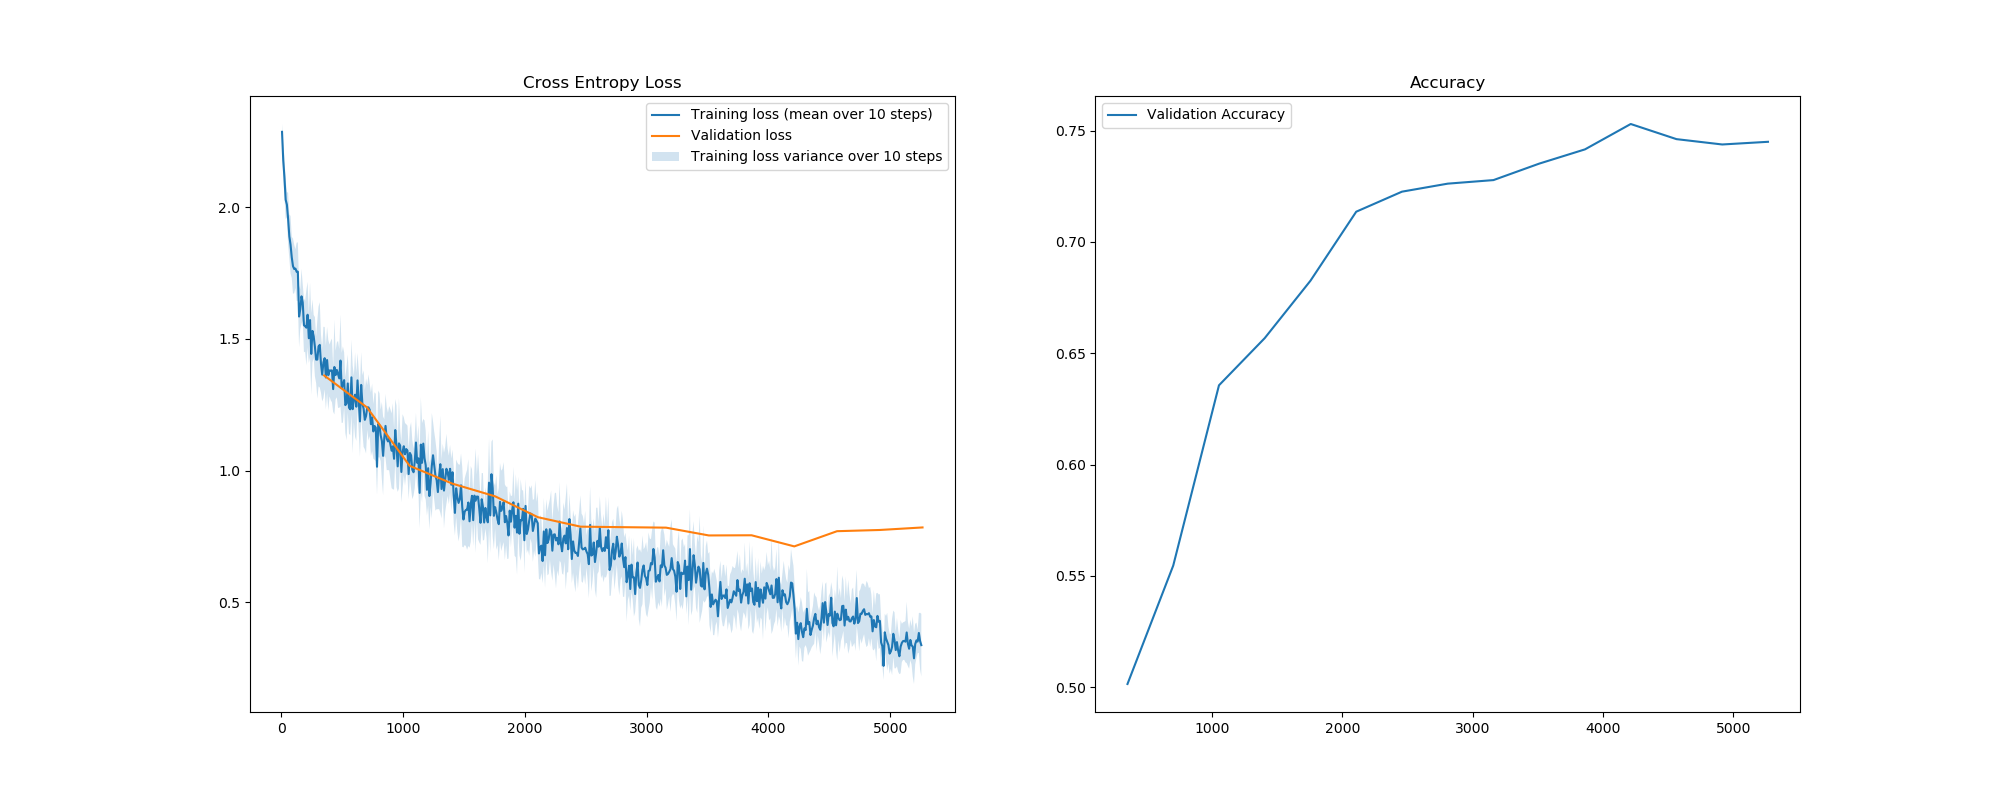 Cross Entropy Loss
Training loss (mean over 10 steps)
Validation loss
Training loss variance over 10 steps
2.0
1.5
1.0
0.5
0 1000 2000 3000 4000 5000
Accuracy
Validation Accuracy
0.75
0.70
0.65
0.60
0.55
0.50
1000 2000 3000 4000 5000